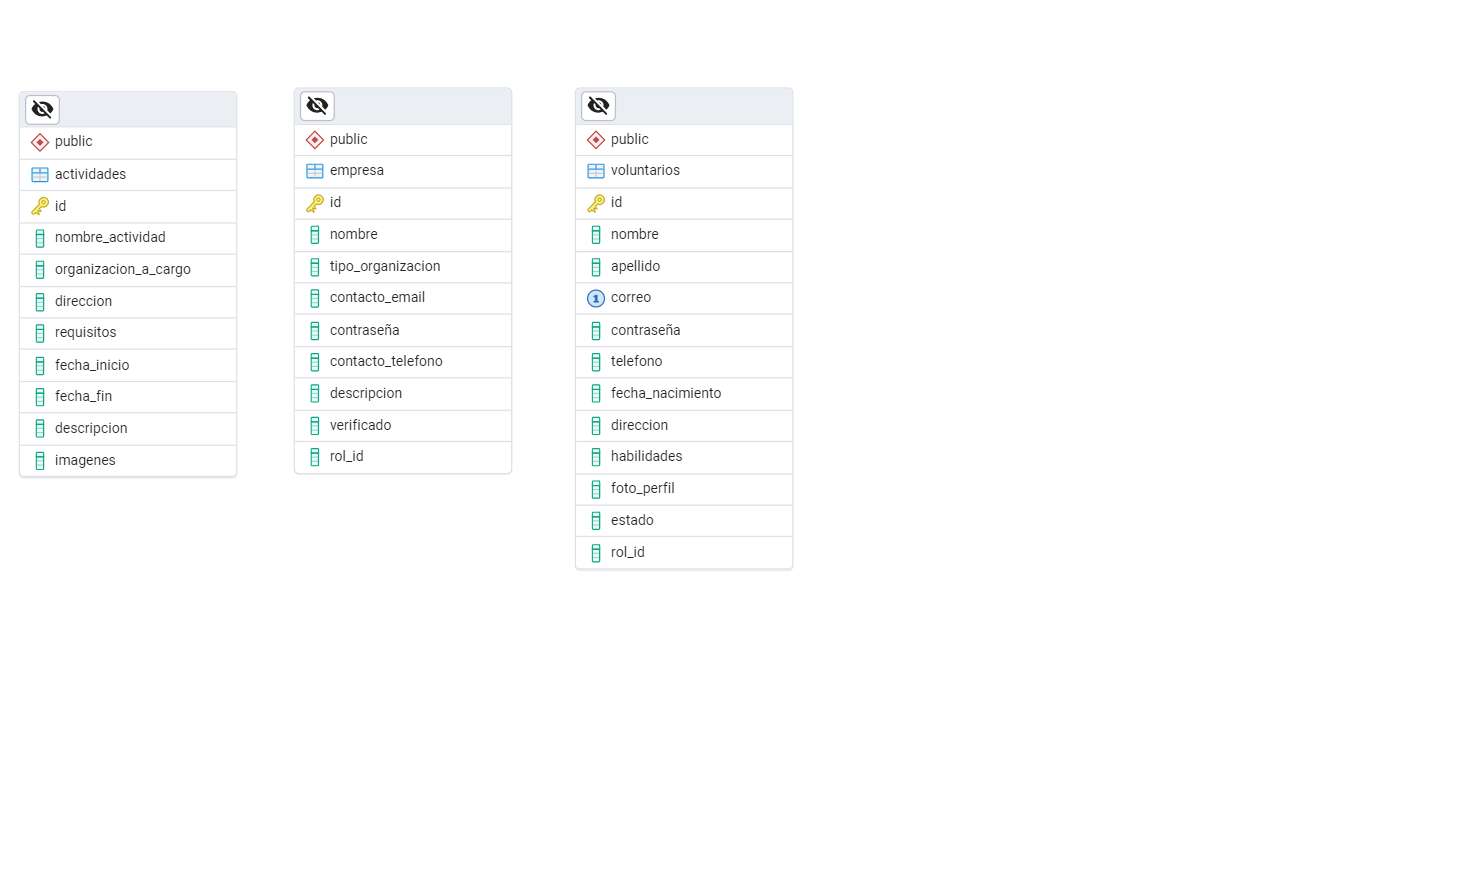 public
actividades
id
nombre_actividad
organizacion_a_cargo
direccion
requisitos
fecha_inicio
fecha_fin
descripcion
imagenes
public
empresa
id
nombre
tipo_organizacion
contacto_email
contraseña
contacto_telefono
descripcion
verificado
rol_id
public
voluntarios
id
nombre
apellido
1 correo
contraseña
telefono
fecha_nacimiento
direccion
habilidades
foto_perfil
estado
rol_id